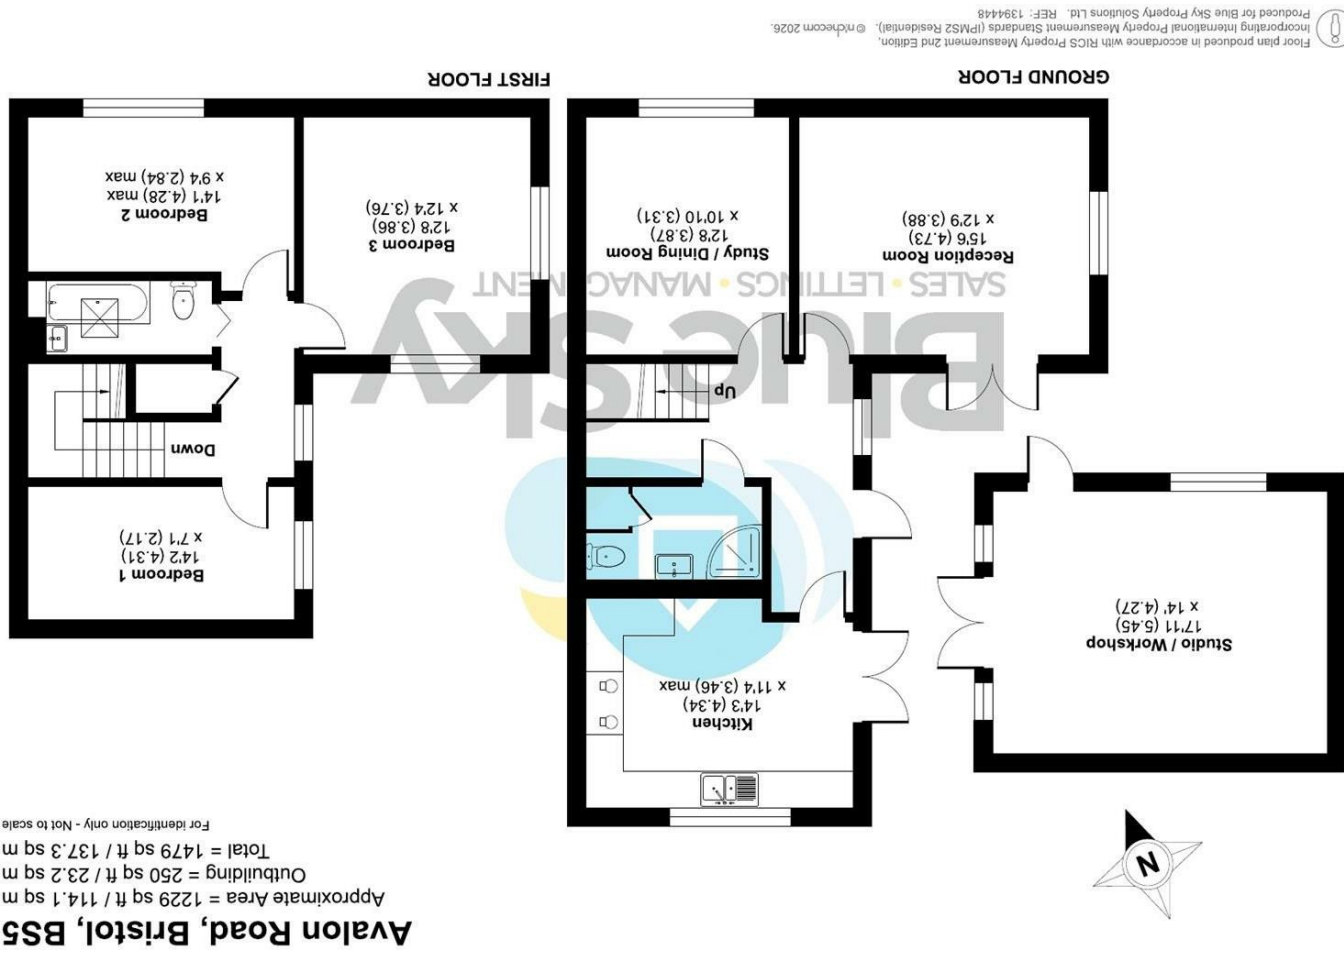 Avalon Road, Bristol, BS5
Approximate Area = 1229 sq ft / 114.1 sq m
Outbuilding = 250 sq ft / 23.2 sq m
Total = 1479 sq ft / 137.3 sq m
For identification only - Not to scale
N
Studio / Workshop
17'11 (5.45)
x 14' (4.27)
Kitchen
14'3 (4.34)
x 11'4 (3.46) max
Bedroom 1
14'2 (4.31)
x 7'1 (2.17)
Up
Down
Blue Sky
SALES • LETTINGS • MANAGEMENT
Reception Room
15'6 (4.73)
x 12'9 (3.88)
Study / Dining Room
12'8 (3.87)
x 10'10 (3.31)
Bedroom 3
12'8 (3.86)
x 12'4 (3.76)
Bedroom 2
14'1 (4.28) max
x 9'4 (2.84) max
GROUND FLOOR
FIRST FLOOR
Floor plan produced in accordance with RICS Property Measurement 2nd Edition,
Incorporating International Property Measurement Standards (IPMS2 Residential). © nichecom 2026.
Produced for Blue Sky Property Solutions Ltd. REF: 1394448